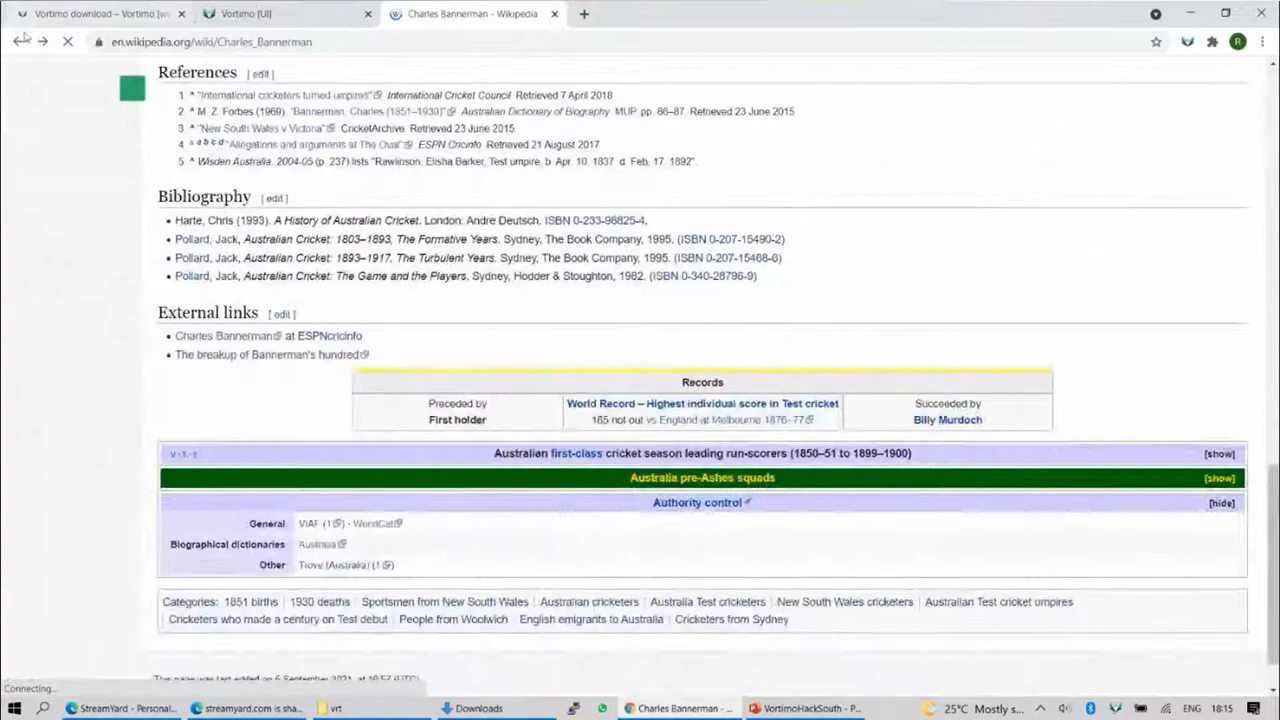 Vortimo download – Vortimo [w
Vortimo [UI]
Charles Bannerman - Wikipedia
en.wikipedia.org/wiki/Charles_Bannerman
R
References [ edit ]
1 ^ "International cricketers turned umpires" International Cricket Council. Retrieved 7 April 2018
2 ^ M. Z. Forbes (1969). "Bannerman, Charles (1851–1930)" Australian Dictionary of Biography. MUP. pp. 86–87. Retrieved 23 June 2015
3 ^ "New South Wales v Victoria" CricketArchive. Retrieved 23 June 2015
4 ^ a b c d "Allegations and arguments at The Oval" ESPN Cricinfo. Retrieved 21 August 2017
5 ^ Wisden Australia. 2004-05 (p. 237) lists "Rawlinson: Elisha Barker, Test umpire, b. Apr. 10. 1837 d. Feb. 17. 1892".
Bibliography [ edit ]
• Harte, Chris (1993). A History of Australian Cricket. London: Andre Deutsch. ISBN 0-233-98825-4.
• Pollard, Jack, Australian Cricket: 1803–1893, The Formative Years. Sydney, The Book Company, 1995. (ISBN 0-207-15490-2)
• Pollard, Jack, Australian Cricket: 1893–1917, The Turbulent Years. Sydney, The Book Company, 1995. (ISBN 0-207-15468-6)
• Pollard, Jack, Australian Cricket: The Game and the Players. Sydney, Hodder & Stoughton, 1982. (ISBN 0-340-28796-9)
External links [ edit ]
• Charles Bannerman at ESPNcricinfo
• The breakup of Bannerman's hundred
Records
Preceded by
First holder
World Record – Highest individual score in Test cricket
165 not out vs England at Melbourne 1876–77
Succeeded by
Billy Murdoch
V·T·E Australian first-class cricket season leading run-scorers (1850–51 to 1899–1900) [show]
Australia pre-Ashes squads [show]
Authority control [hide]
General VIAF (1) · WorldCat
Biographical dictionaries Australia
Other Trove (Australia) (1)
Categories: 1851 births | 1930 deaths | Sportsmen from New South Wales | Australian cricketers | Australia Test cricketers | New South Wales cricketers | Australian Test cricket umpires
Cricketers who made a century on Test debut | People from Woolwich | English emigrants to Australia | Cricketers from Sydney
This page was last edited on 6 September 2021, at 10:57 (UTC)
Connecting...
StreamYard - Personal...
streamyard.com is sha...
vrt
Downloads
Charles Bannerman - ...
VortimoHackSouth - P...
25°C Mostly s...
ENG
18:15